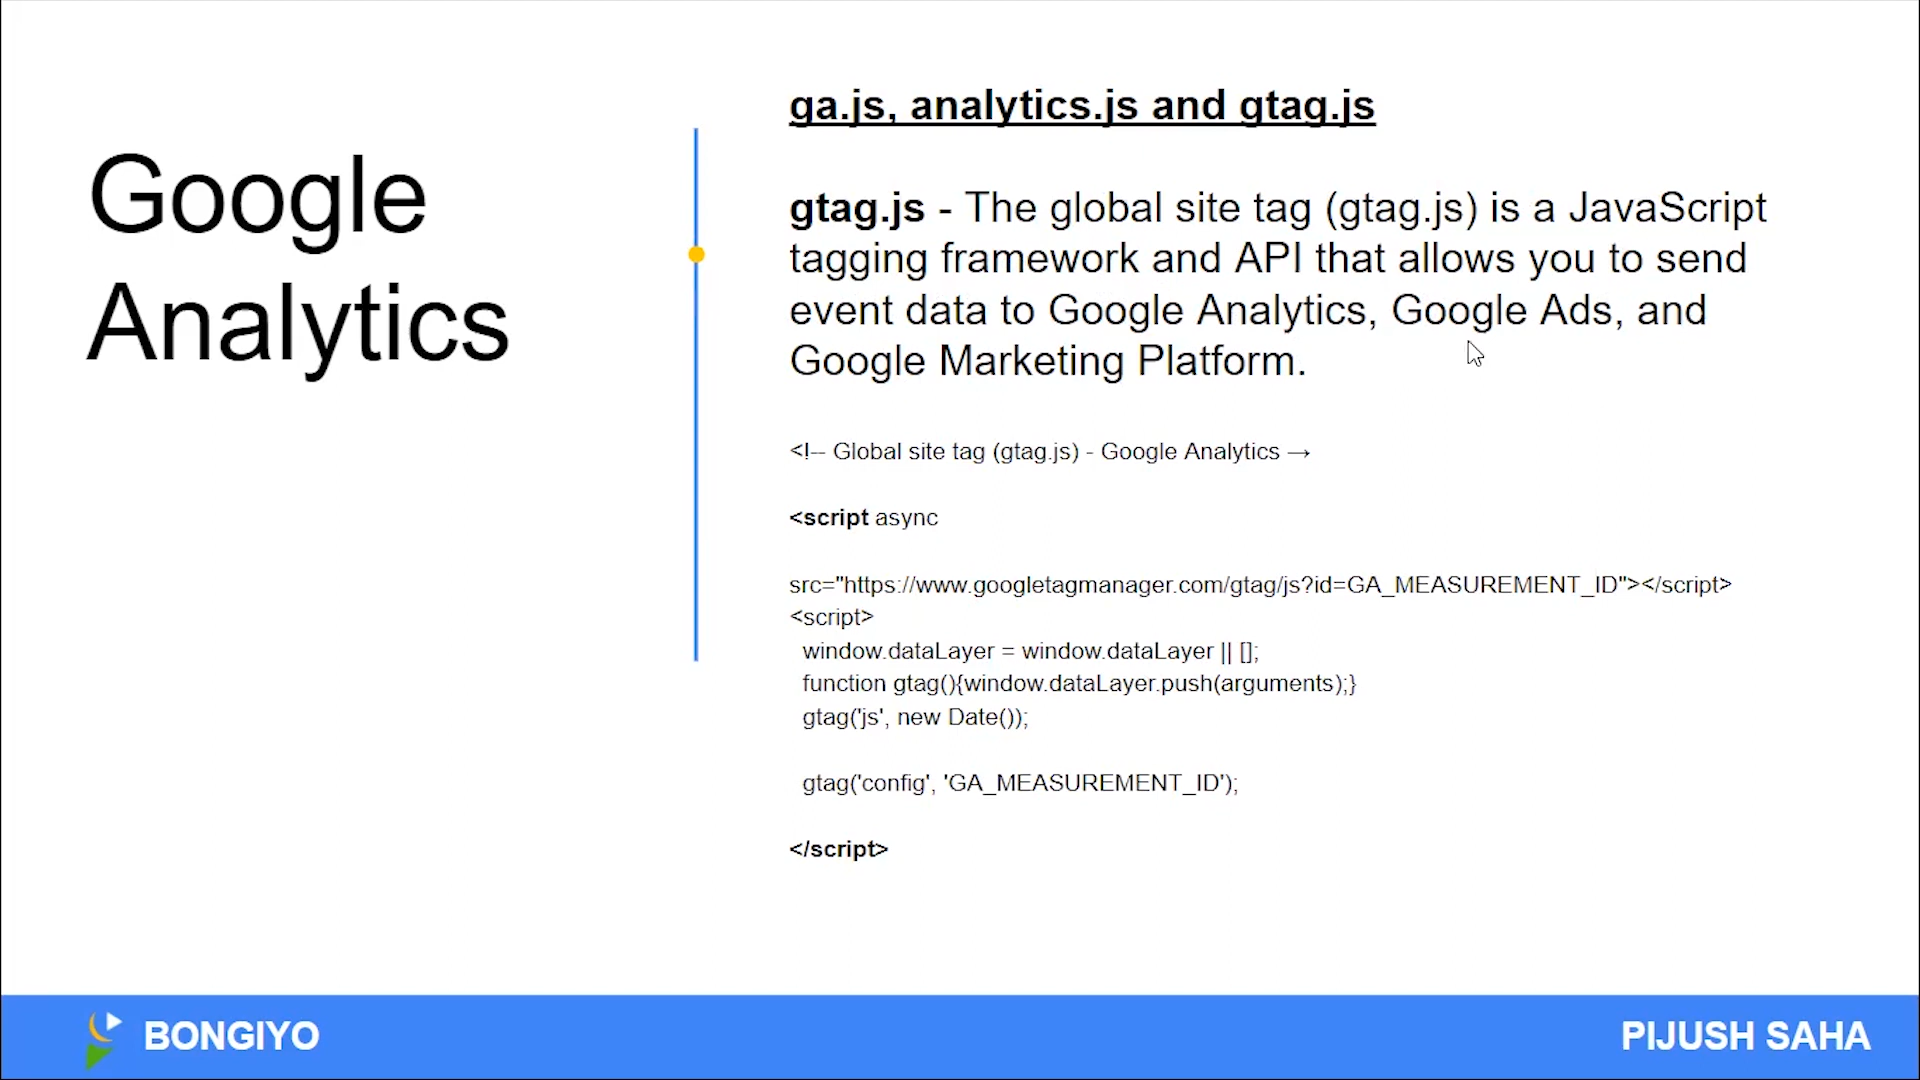 Google
Analytics
ga.js, analytics.js and gtag.js
gtag.js - The global site tag (gtag.js) is a JavaScript
tagging framework and API that allows you to send
event data to Google Analytics, Google Ads, and
Google Marketing Platform.
<!-- Global site tag (gtag.js) - Google Analytics →
<script async
src="https://www.googletagmanager.com/gtag/js?id=GA_MEASUREMENT_ID"></script>
<script>
window.dataLayer = window.dataLayer || [];
function gtag(){window.dataLayer.push(arguments);}
gtag('js', new Date());
gtag('config', 'GA_MEASUREMENT_ID');
</script>
BONGIYO
PIJUSH SAHA